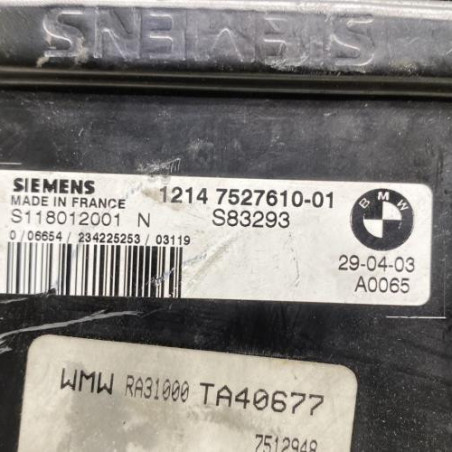 SIEMENS
SIEMENS 1214 7527610-01
MADE IN FRANCE
S118012001 N S83293
BMW
0/06654/234225253/03119
29-04-03
A0065
WMW RA31000 TA40677
7512948